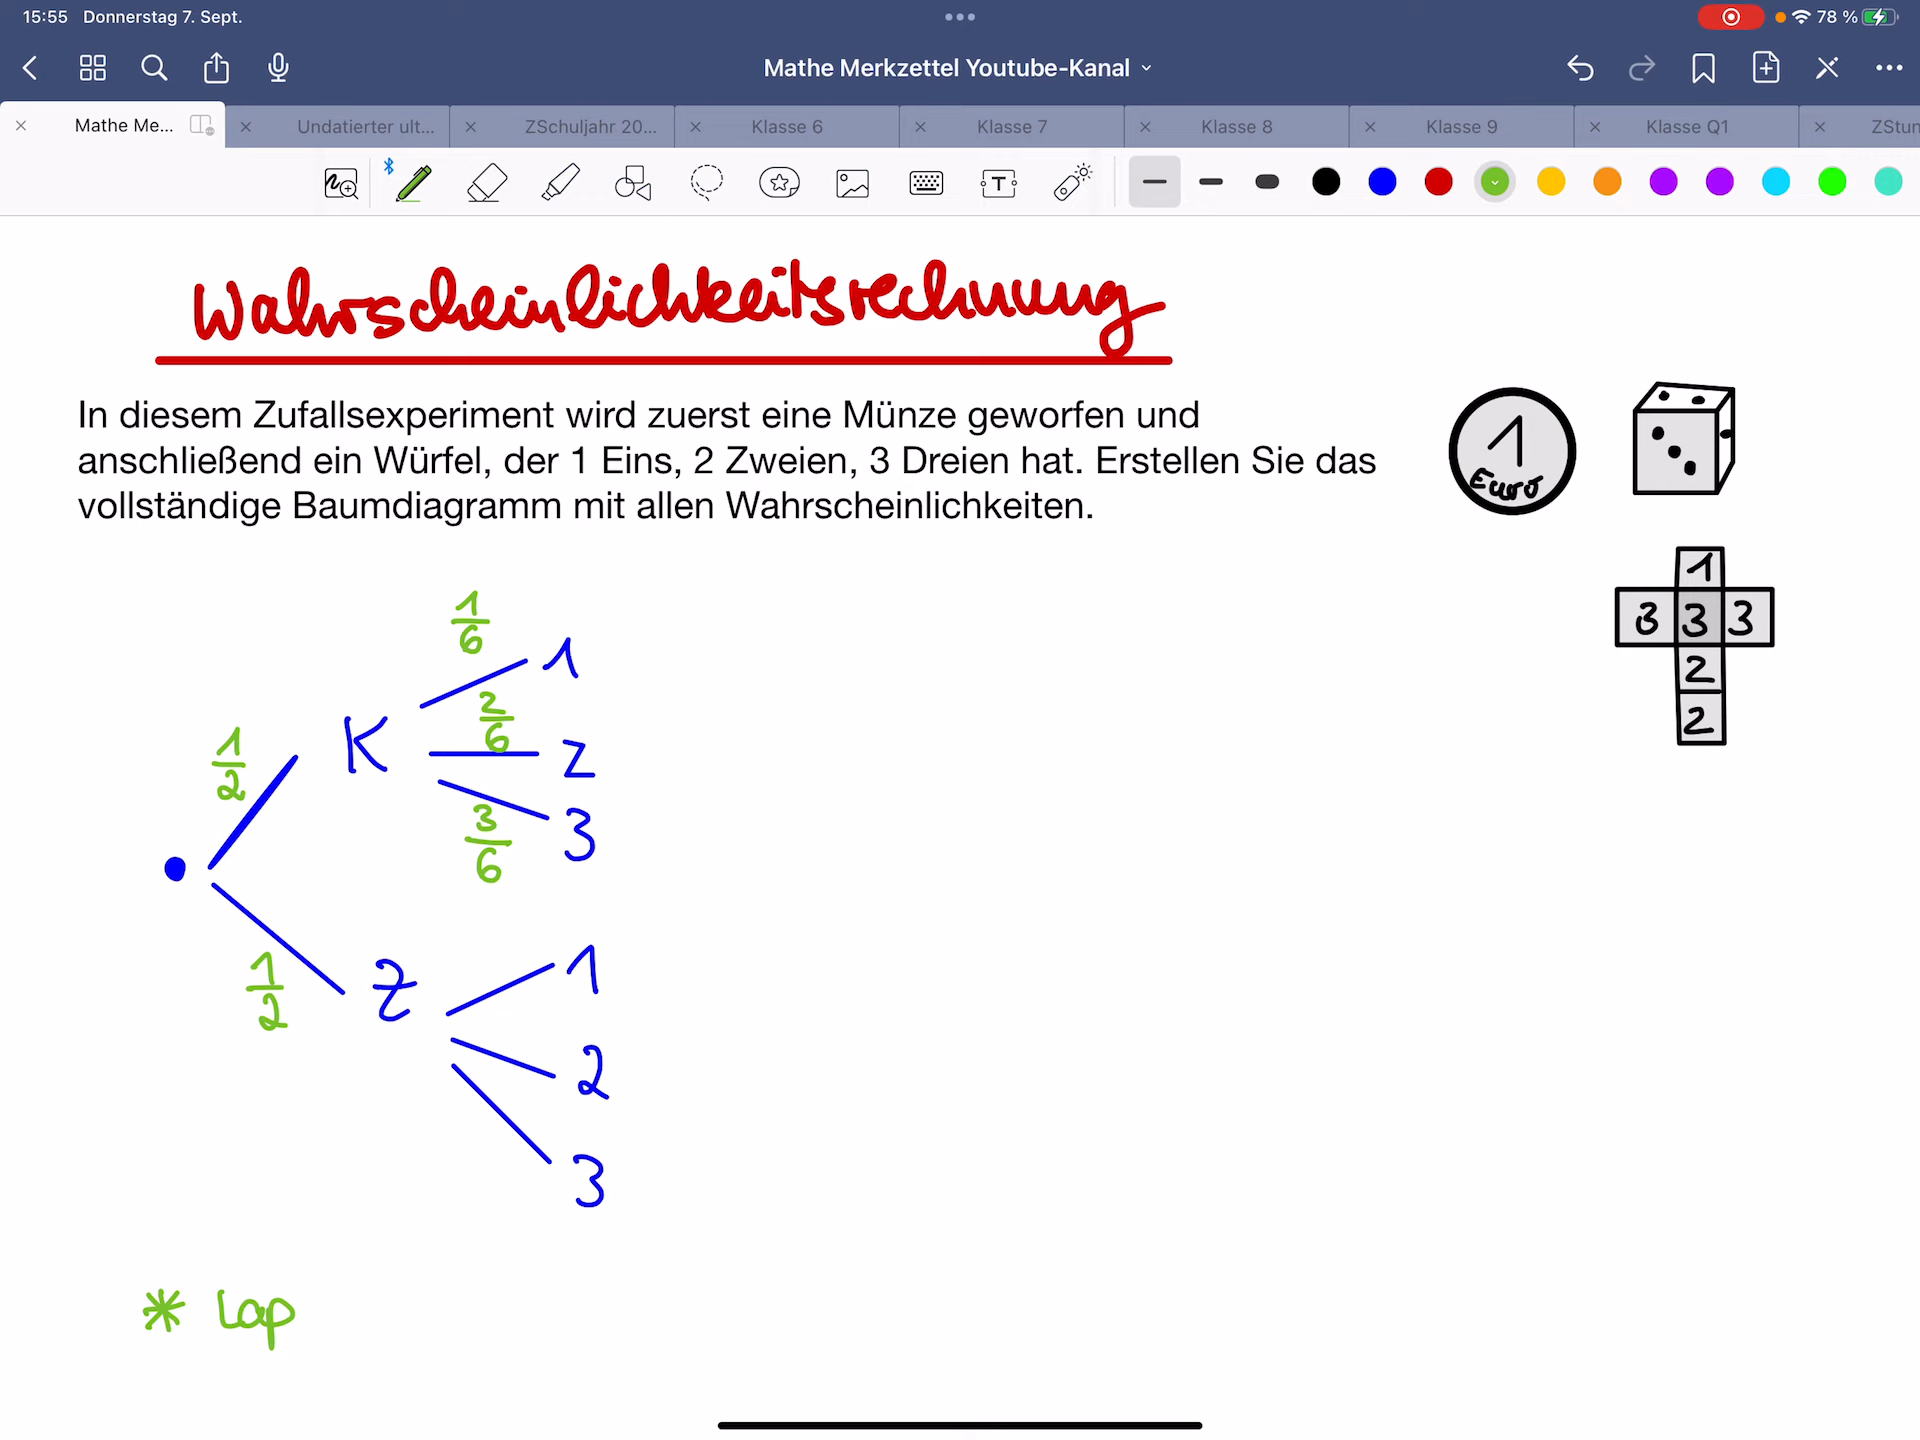 15:55 Donnerstag 7. Sept.
78 %
Mathe Merkzettel Youtube-Kanal
Mathe Me... Undatierter ult... ZSchuljahr 20... Klasse 6 Klasse 7 Klasse 8 Klasse 9 Klasse Q1 ZStun
T
Wahrscheinlichkeitsrechnung
In diesem Zufallsexperiment wird zuerst eine Münze geworfen und
anschließend ein Würfel, der 1 Eins, 2 Zweien, 3 Dreien hat. Erstellen Sie das
vollständige Baumdiagramm mit allen Wahrscheinlichkeiten.
1
Euro
1
3 3 3
2
2
1/6
1
1/2
K
2/6
2
3/6
3
1/2
Z
1
2
3
* Lap